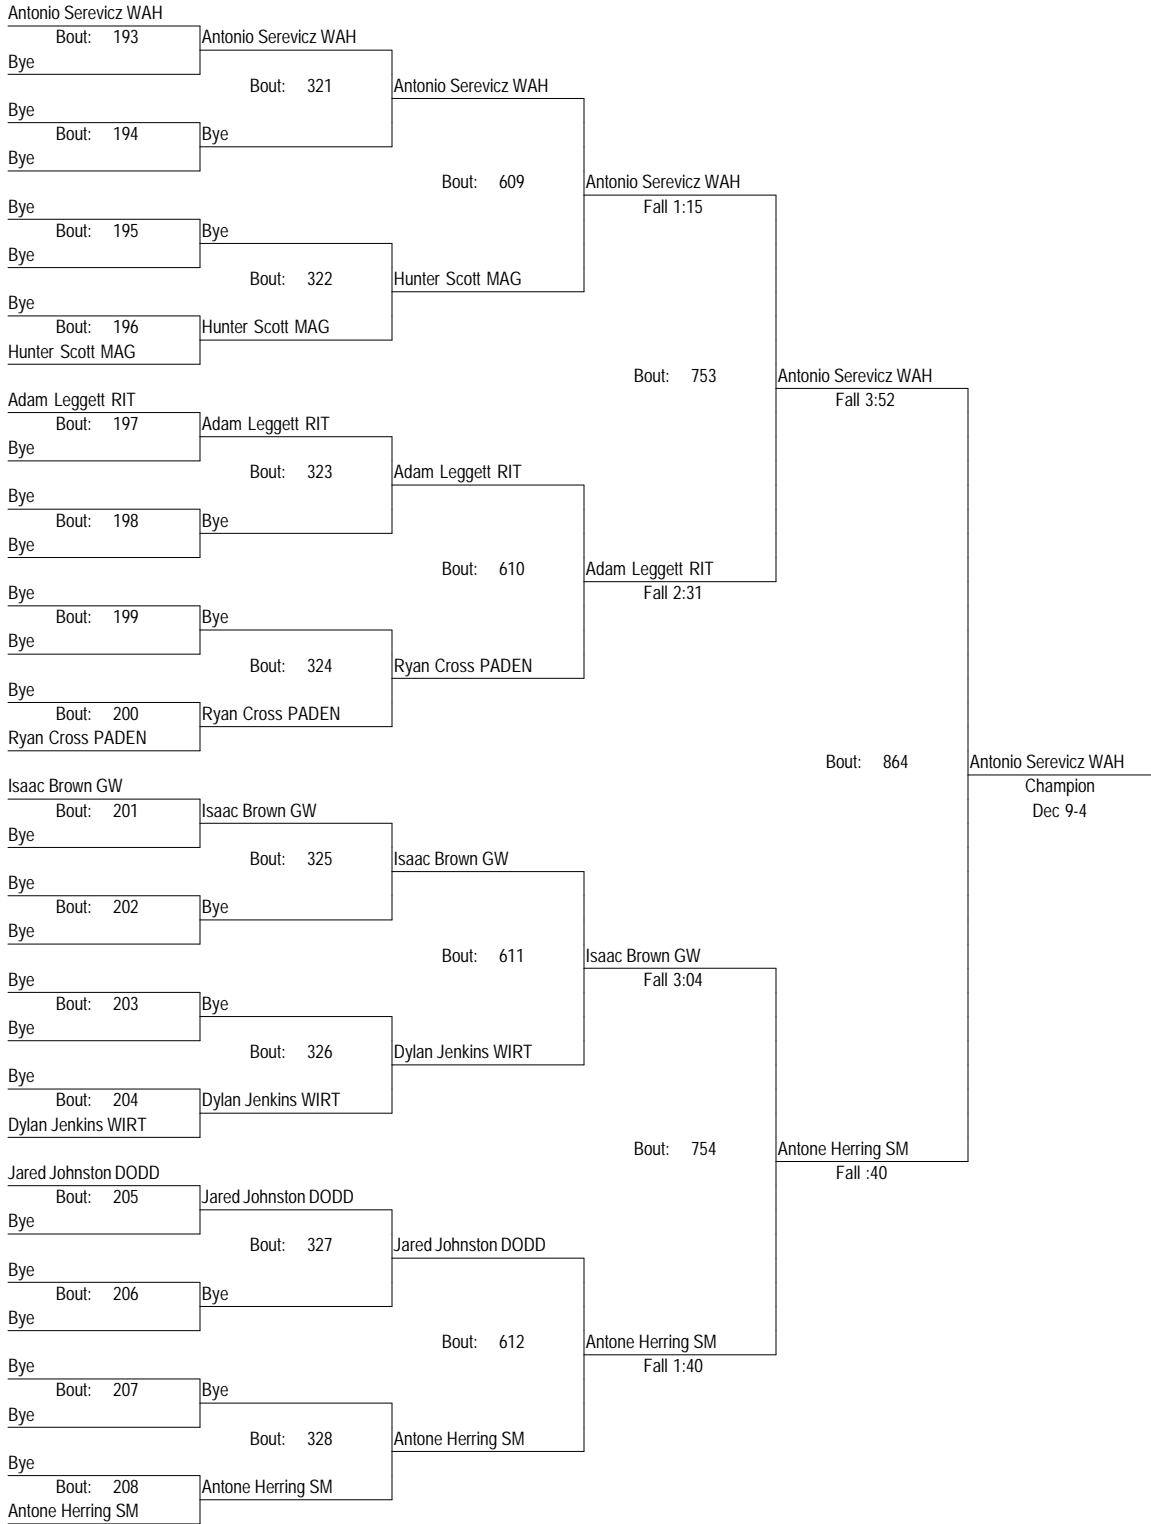 Antonio Serevicz WAH
Bout: 193 Antonio Serevicz WAH
Bye
Bout: 321 Antonio Serevicz WAH
Bye
Bout: 194 Bye
Bye
Bout: 609 Antonio Serevicz WAH
Bye Fall 1:15
Bout: 195 Bye
Bye
Bout: 322 Hunter Scott MAG
Bye
Bout: 196 Hunter Scott MAG
Hunter Scott MAG
Bout: 753 Antonio Serevicz WAH
Adam Leggett RIT Fall 3:52
Bout: 197 Adam Leggett RIT
Bye
Bout: 323 Adam Leggett RIT
Bye
Bout: 198 Bye
Bye
Bout: 610 Adam Leggett RIT
Bye Fall 2:31
Bout: 199 Bye
Bye
Bout: 324 Ryan Cross PADEN
Bye
Bout: 200 Ryan Cross PADEN
Ryan Cross PADEN
Bout: 864 Antonio Serevicz WAH
Isaac Brown GW Champion
Bout: 201 Isaac Brown GW Dec 9-4
Bye
Bout: 325 Isaac Brown GW
Bye
Bout: 202 Bye
Bye
Bout: 611 Isaac Brown GW
Bye Fall 3:04
Bout: 203 Bye
Bye
Bout: 326 Dylan Jenkins WIRT
Bye
Bout: 204 Dylan Jenkins WIRT
Dylan Jenkins WIRT
Bout: 754 Antone Herring SM
Jared Johnston DODD Fall :40
Bout: 205 Jared Johnston DODD
Bye
Bout: 327 Jared Johnston DODD
Bye
Bout: 206 Bye
Bye
Bout: 612 Antone Herring SM
Bye Fall 1:40
Bout: 207 Bye
Bye
Bout: 328 Antone Herring SM
Bye
Bout: 208 Antone Herring SM
Antone Herring SM